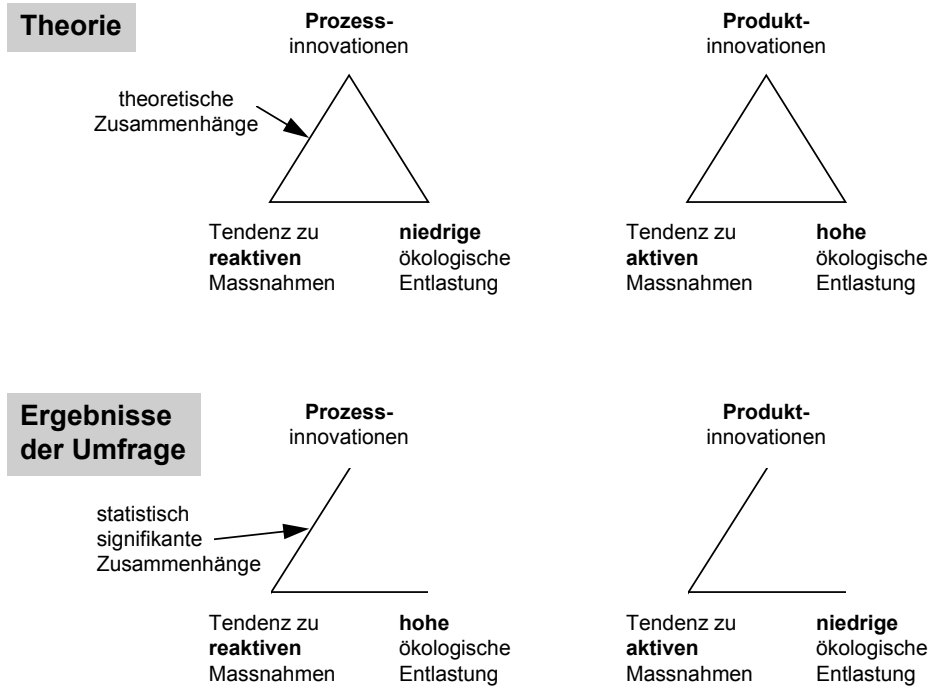 Theorie
Prozess-
innovationen
Produkt-
innovationen
theoretische
Zusammenhänge
Tendenz zu
reaktiven
Massnahmen
niedrige
ökologische
Entlastung
Tendenz zu
aktiven
Massnahmen
hohe
ökologische
Entlastung
Ergebnisse
der Umfrage
Prozess-
innovationen
Produkt-
innovationen
statistisch
signifikante
Zusammenhänge
Tendenz zu
reaktiven
Massnahmen
hohe
ökologische
Entlastung
Tendenz zu
aktiven
Massnahmen
niedrige
ökologische
Entlastung